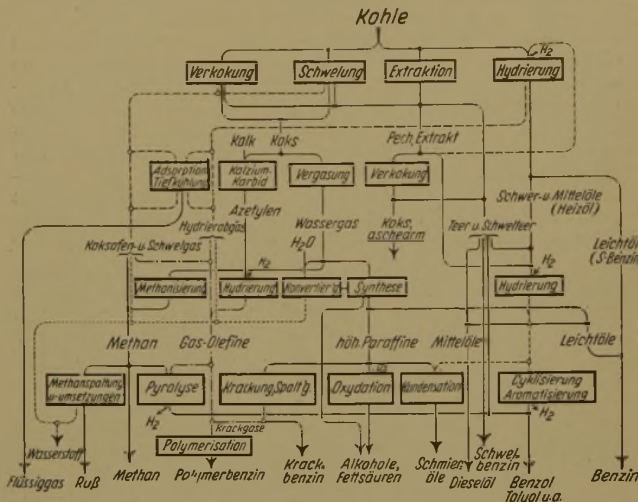 Kohle
H₂
Verkokung Schwelung Extraktion Hydrierung
Kalk Koks Pech, Extrakt
Adsorption Tiefkühlung
Kalzium-Karbid
Vergasung
Verkokung
Schwer- u. Mittelöle
(Heizöl)
Azetylen
Hydrierabgas
Wassergas
Koks,
aschearm
Teer u. Schwelteer
Koksofen- u. Schwelgas
H₂O
Leichtöle
(S-Benzin)
H₂
H₂
Methanisierung Hydrierung Konvertier'g Synthese Hydrierung
Methan Gas-Olefine höh. Paraffine Mittelöle Leichtöle
Methanspaltung
u-umsetzungen
Pyrolyse Krackung, Spalt'g Oxydation Kondensation
Cyklisierung
Aromatisierung
H₂
Krackgase
H₂
Wasserstoff
Polymerisation
Flüssiggas Ruß Methan Polymerbenzin
Krack-
benzin
Alkohole,
Fettsäuren
Schmier-
öle
Schwel-
benzin
Dieselöl
Benzol
Toluol u.a.
Benzin